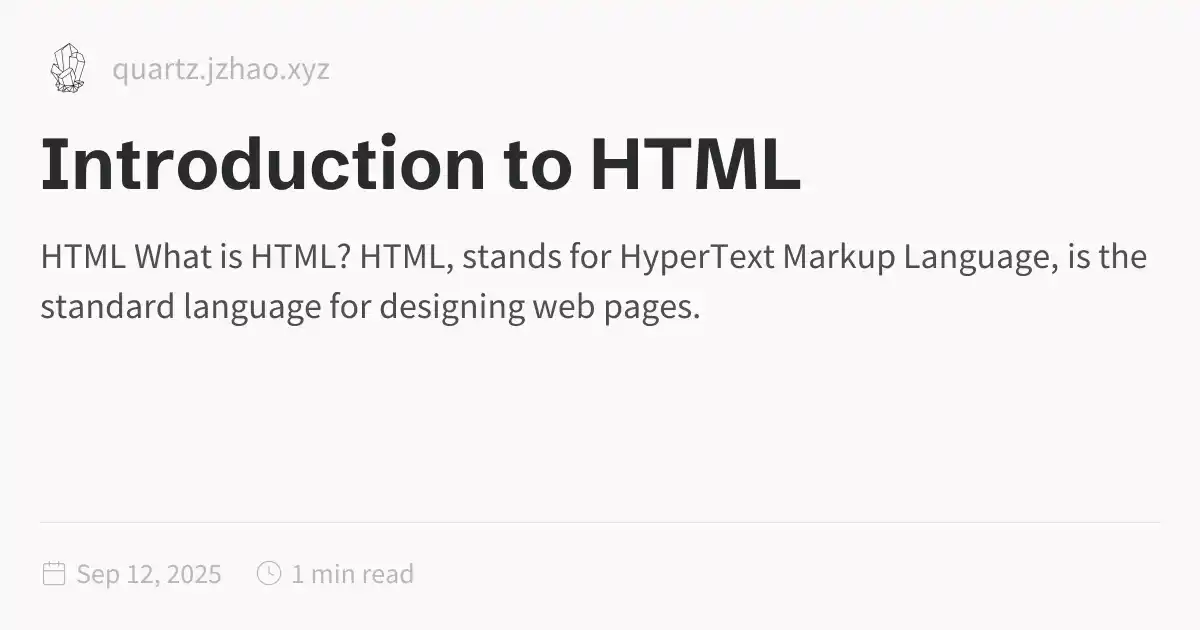 quartz.jzhao.xyz
Introduction to HTML
HTML What is HTML? HTML, stands for HyperText Markup Language, is the
standard language for designing web pages.
Sep 12, 2025 1 min read